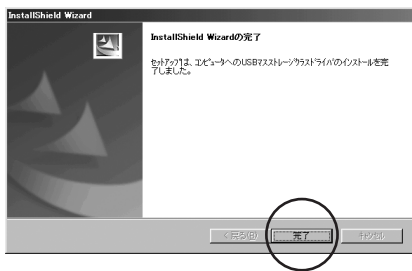 InstallShield Wizard
InstallShield Wizardの完了
ｾｯﾄｱｯﾌﾟは、ｺﾝﾋﾟｭｰﾀへのUSBﾏｽｽﾄﾚｰｼﾞｸﾗｽﾄﾞﾗｲﾊﾞのｲﾝｽﾄｰﾙを完
了しました。
< 戻る(B)
完了
ｷｬﾝｾﾙ